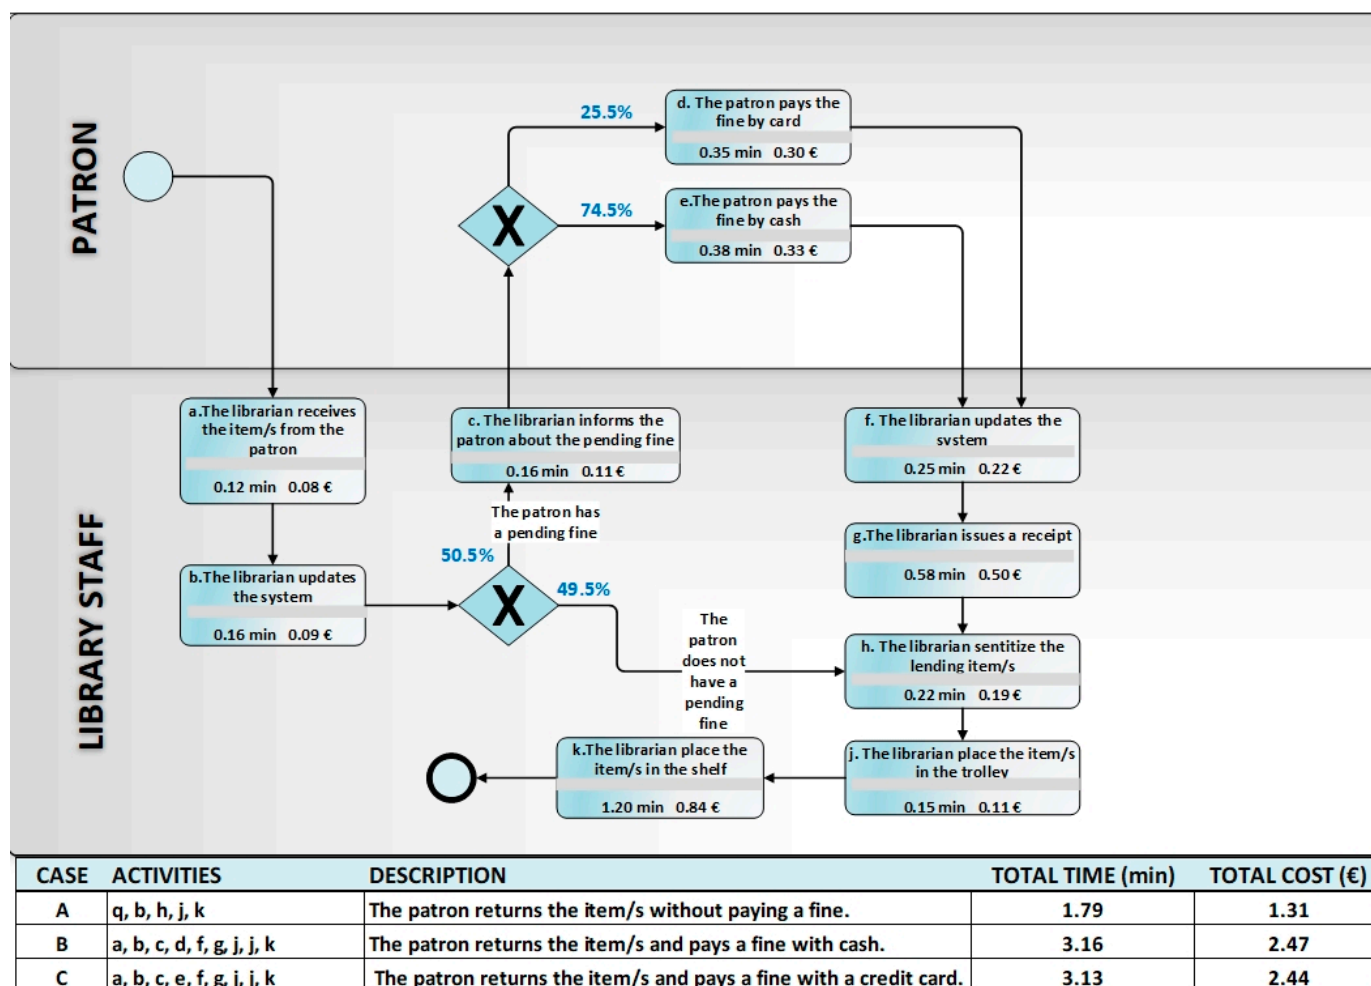 PATRON
25.5%
d. The patron pays the
fine by card
0.35 min 0.30 €
74.5%
e.The patron pays the
fine by cash
0.38 min 0.33 €
X
LIBRARY STAFF
a.The librarian receives
the item/s from the
patron
0.12 min 0.08 €
c. The librarian informs the
patron about the pending fine
0.16 min 0.11 €
f. The librarian updates the
system
0.25 min 0.22 €
The patron has
a pending fine
g.The librarian issues a receipt
0.58 min 0.50 €
50.5%
b.The librarian updates
the system
0.16 min 0.09 €
X
49.5%
The
patron
does not
have a
pending
fine
h. The librarian sentitize the
lending item/s
0.22 min 0.19 €
k.The librarian place the
item/s in the shelf
1.20 min 0.84 €
j. The librarian place the item/s
in the trolley
0.15 min 0.11 €
CASE ACTIVITIES DESCRIPTION TOTAL TIME (min) TOTAL COST (€)
A q, b, h, j, k The patron returns the item/s without paying a fine. 1.79 1.31
B a, b, c, d, f, g, j, j, k The patron returns the item/s and pays a fine with cash. 3.16 2.47
C a, b, c, e, f, g, j, j, k The patron returns the item/s and pays a fine with a credit card. 3.13 2.44